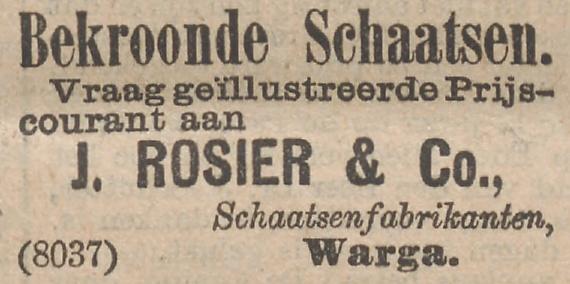 Bekroonde Schaatsen.
Vraag geïllustreerde Prijs-
courant aan
J. ROSIER & Co.,
Schaatsenfabrikanten,
(8037) Warga.